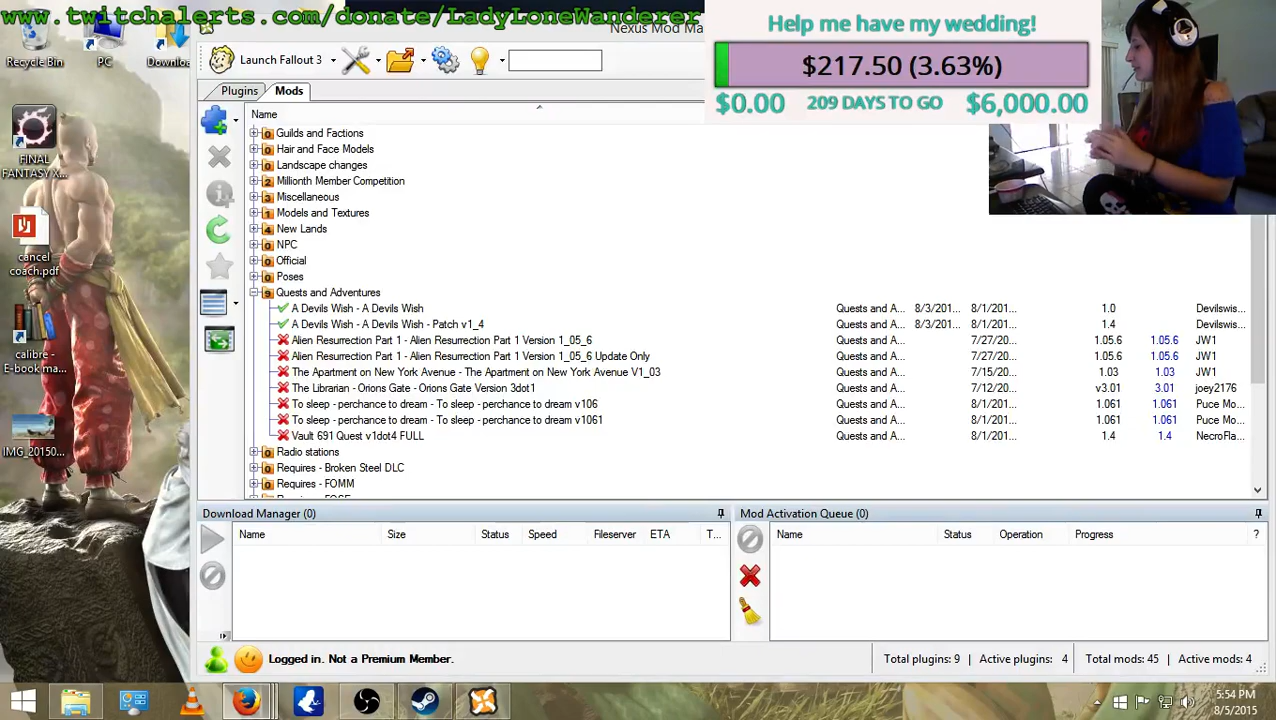 www.twitchalerts.com/donate/LadyLoneWanderer
Nexus Mod Ma
Help me have my wedding!
$217.50 (3.63%)
$0.00 209 DAYS TO GO $6,000.00
Recycle Bin
PC
Downloa
FINAL
FANTASY X...
cancel
coach.pdf
calibre -
E-book ma...
IMG_20150...
Launch Fallout 3
Plugins Mods
Name
Guilds and Factions
Hair and Face Models
Landscape changes
Millionth Member Competition
Miscellaneous
Models and Textures
New Lands
NPC
Official
Poses
Quests and Adventures
A Devils Wish - A Devils Wish Quests and A... 8/3/201... 8/1/201... 1.0 Devilswis...
A Devils Wish - A Devils Wish - Patch v1_4 Quests and A... 8/3/201... 8/1/201... 1.4 Devilswis...
Alien Resurrection Part 1 - Alien Resurrection Part 1 Version 1_05_6 Quests and A... 7/27/20... 1.05.6 1.05.6 JW1
Alien Resurrection Part 1 - Alien Resurrection Part 1 Version 1_05_6 Update Only Quests and A... 7/27/20... 1.05.6 1.05.6 JW1
The Apartment on New York Avenue - The Apartment on New York Avenue V1_03 Quests and A... 7/15/20... 1.03 1.03 JW1
The Librarian - Orions Gate - Orions Gate Version 3dot1 Quests and A... 7/12/20... v3.01 3.01 joey2176
To sleep - perchance to dream - To sleep - perchance to dream v106 Quests and A... 8/1/201... 1.061 1.061 Puce Mo...
To sleep - perchance to dream - To sleep - perchance to dream v1061 Quests and A... 8/1/201... 1.061 1.061 Puce Mo...
Vault 691 Quest v1dot4 FULL Quests and A... 8/1/201... 1.4 1.4 NecroFla...
Radio stations
Requires - Broken Steel DLC
Requires - FOMM
Requires - FOSE
Download Manager (0)
Name Size Status Speed Fileserver ETA T...
Mod Activation Queue (0)
Name Status Operation Progress ?
Logged in. Not a Premium Member.
Total plugins: 9 Active plugins: 4 Total mods: 45 Active mods: 4
5:54 PM
8/5/2015